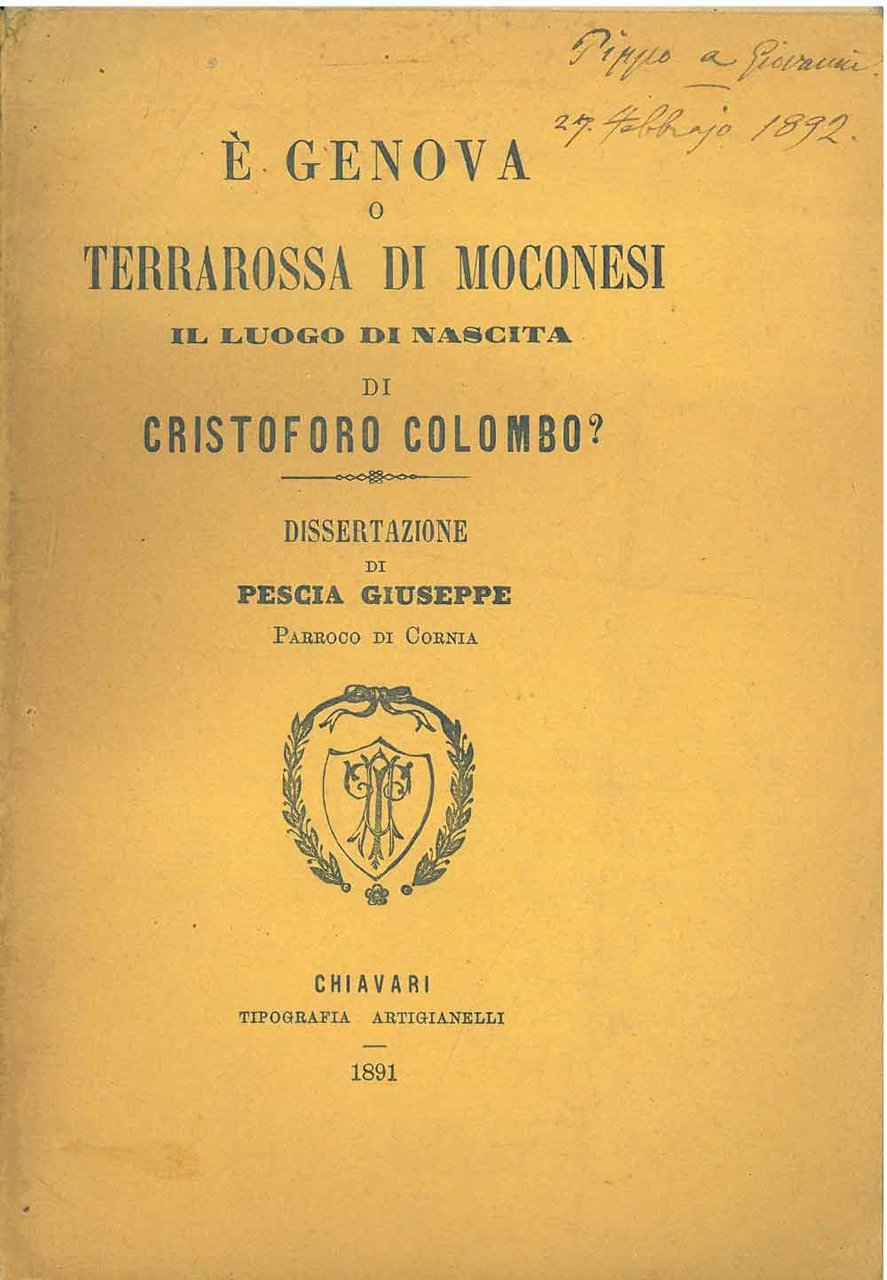 Pippo a Giovanni.
27. Febbrajo 1892.
È GENOVA
O
TERRAROSSA DI MOCONESI
IL LUOGO DI NASCITA
DI
CRISTOFORO COLOMBO?
DISSERTAZIONE
DI
PESCIA GIUSEPPE
PARROCO DI CORNIA
CHIAVARI
TIPOGRAFIA ARTIGIANELLI
1891